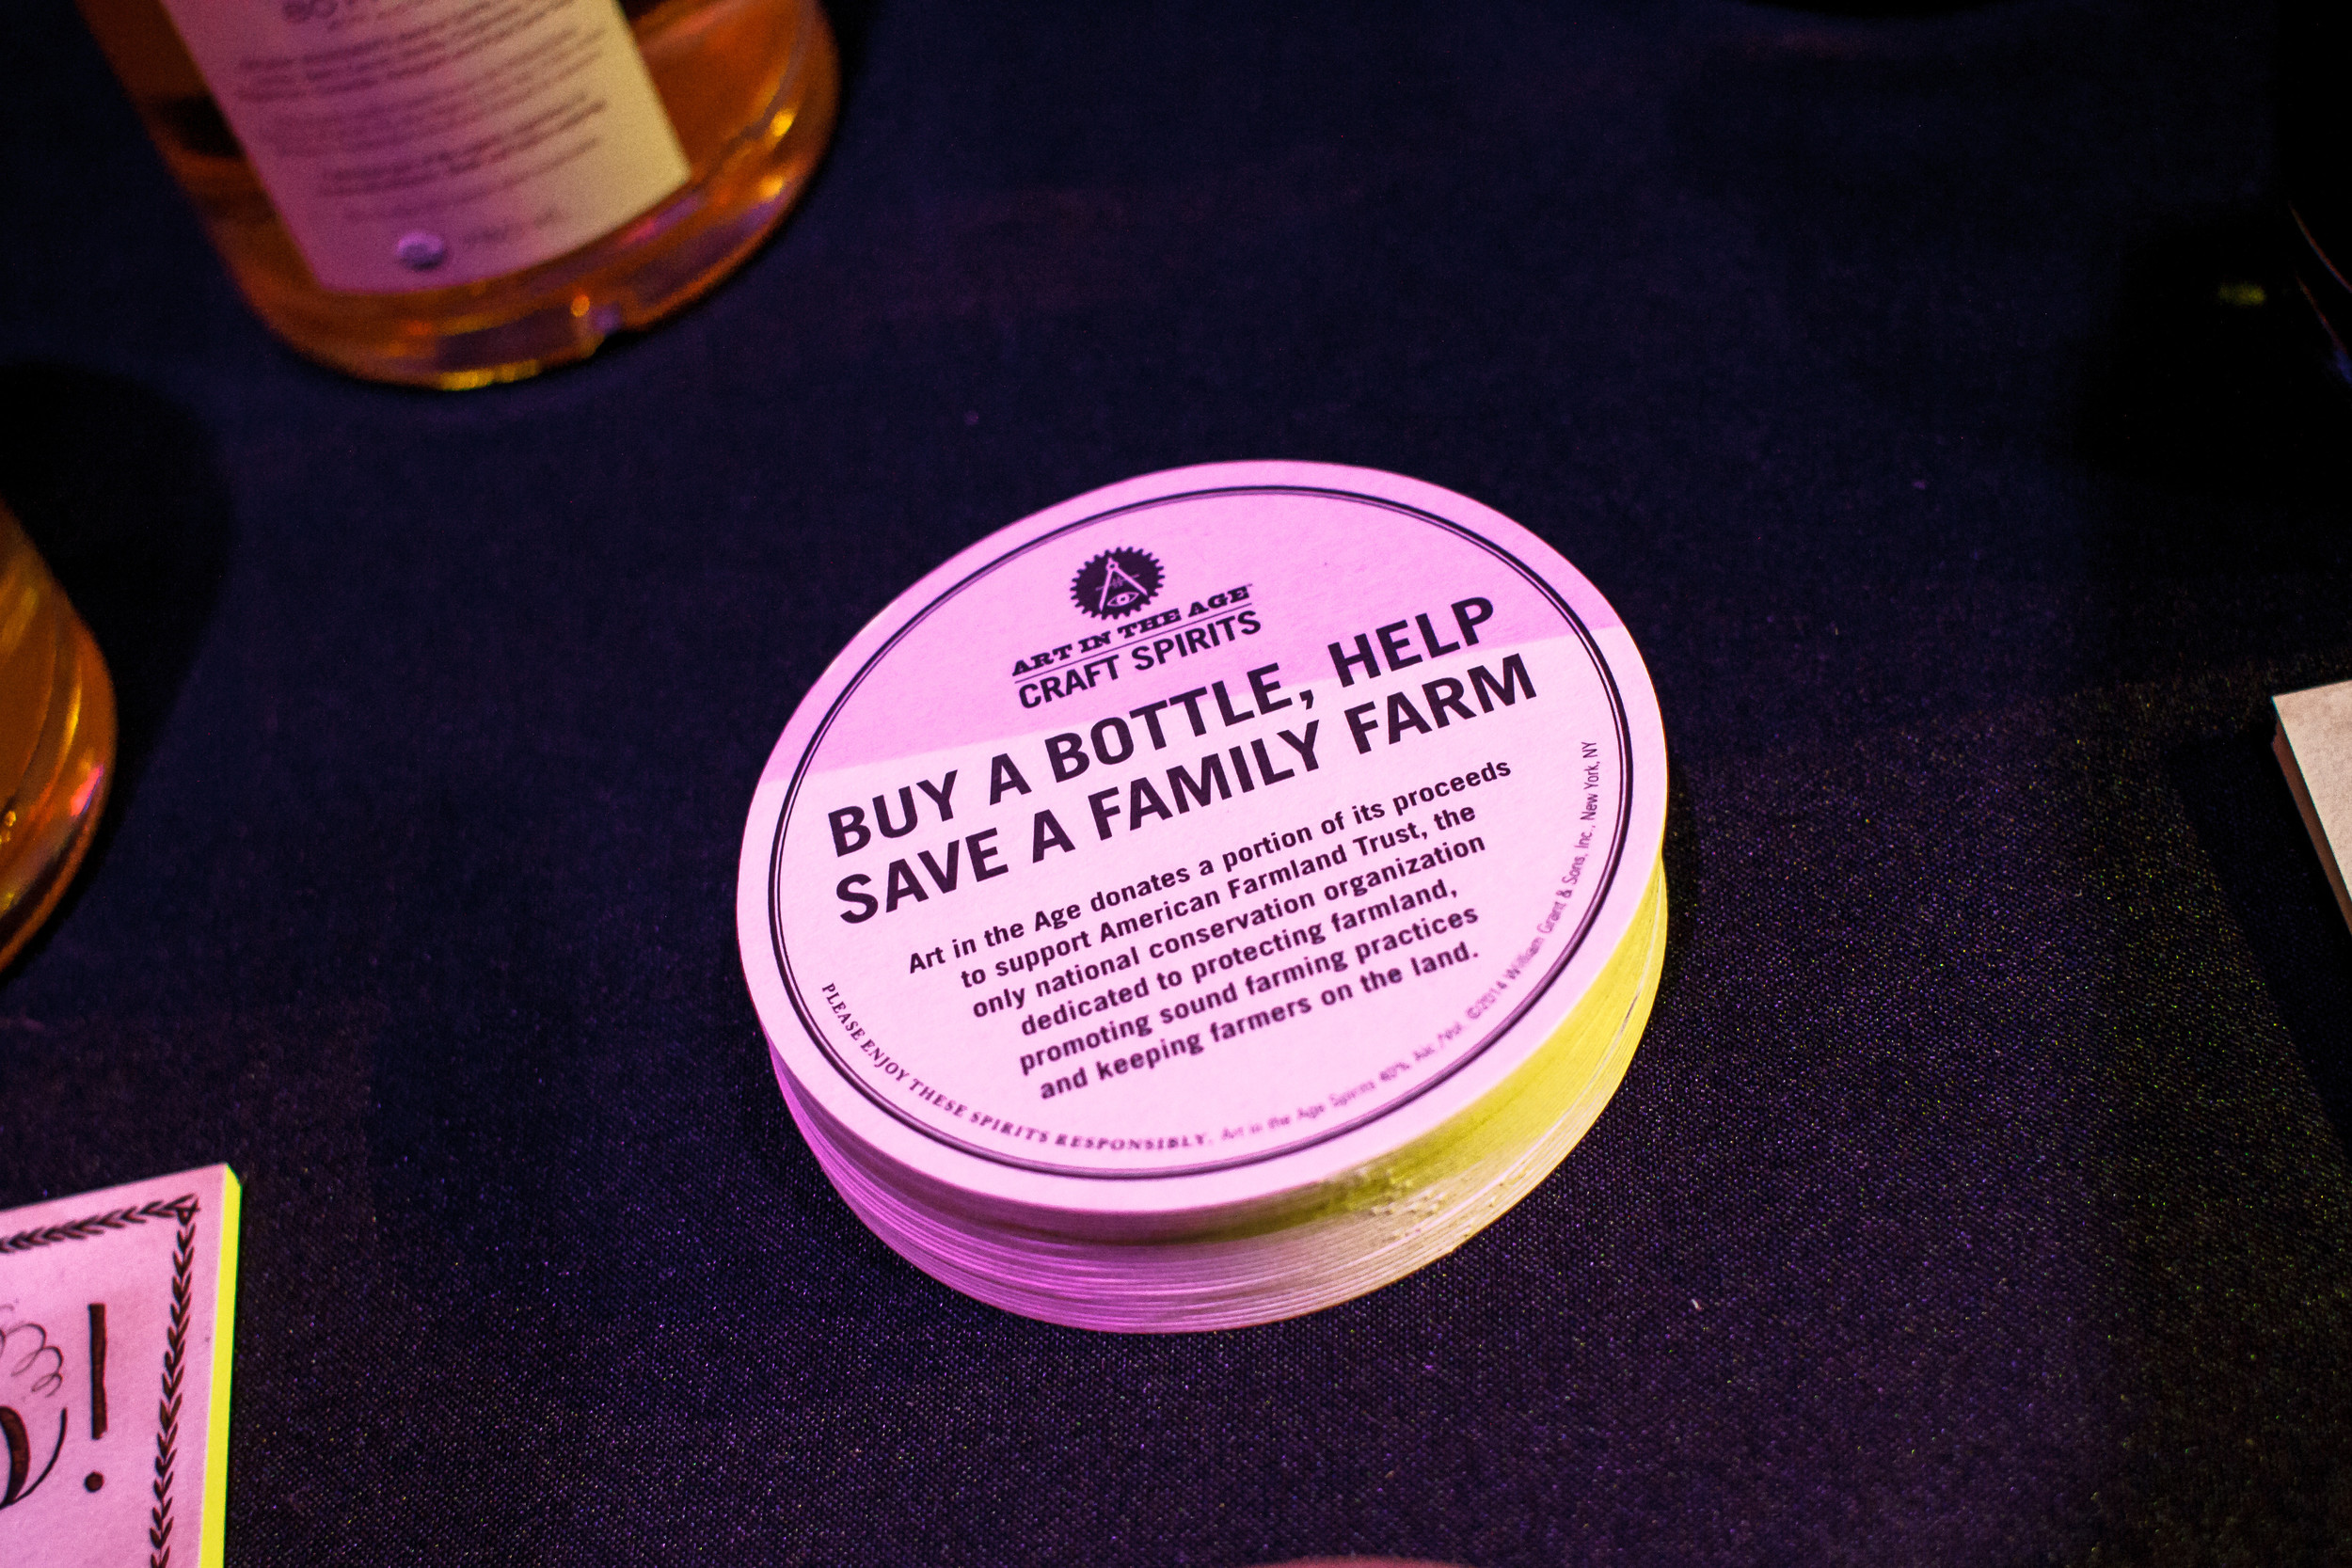 ART IN THE AGE™
CRAFT SPIRITS
BUY A BOTTLE, HELP
SAVE A FAMILY FARM
Art in the Age donates a portion of its proceeds
to support American Farmland Trust, the
only national conservation organization
dedicated to protecting farmland,
promoting sound farming practices
and keeping farmers on the land.
PLEASE ENJOY THESE SPIRITS RESPONSIBLY. Art in the Age Spirits 40% Alc./Vol. ©2014 William Grant & Sons, Inc., New York, NY
!